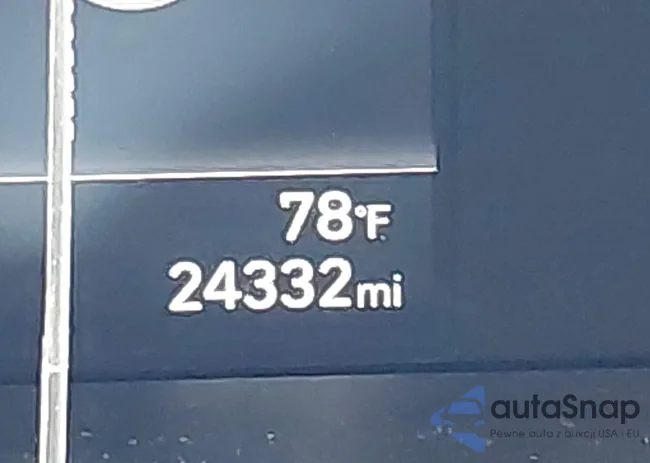 78°F
24332mi
autaSnap
Pewne auta z aukcji USA i EU